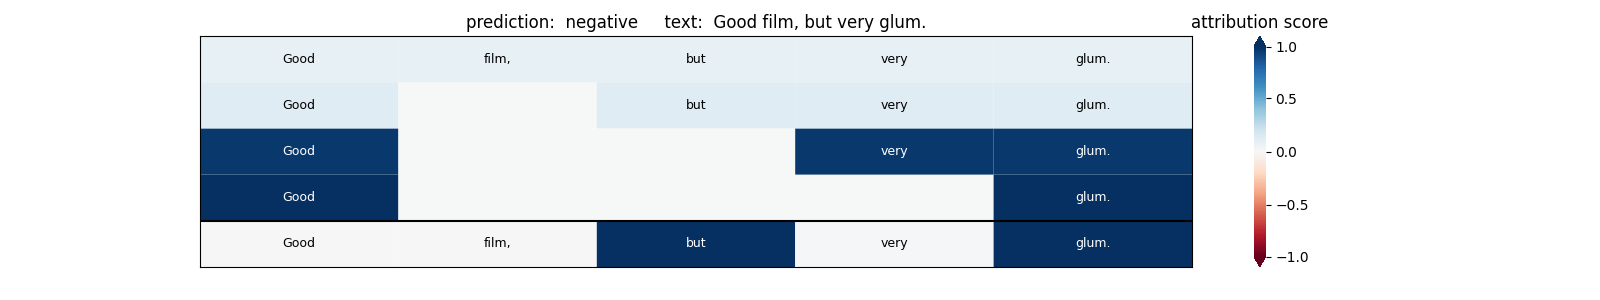 prediction:  negative     text:  Good film, but very glum.
attribution score
Good film, but very glum.
Good but very glum.
Good very glum.
Good glum.
Good film, but very glum.
1.0
0.5
0.0
−0.5
−1.0